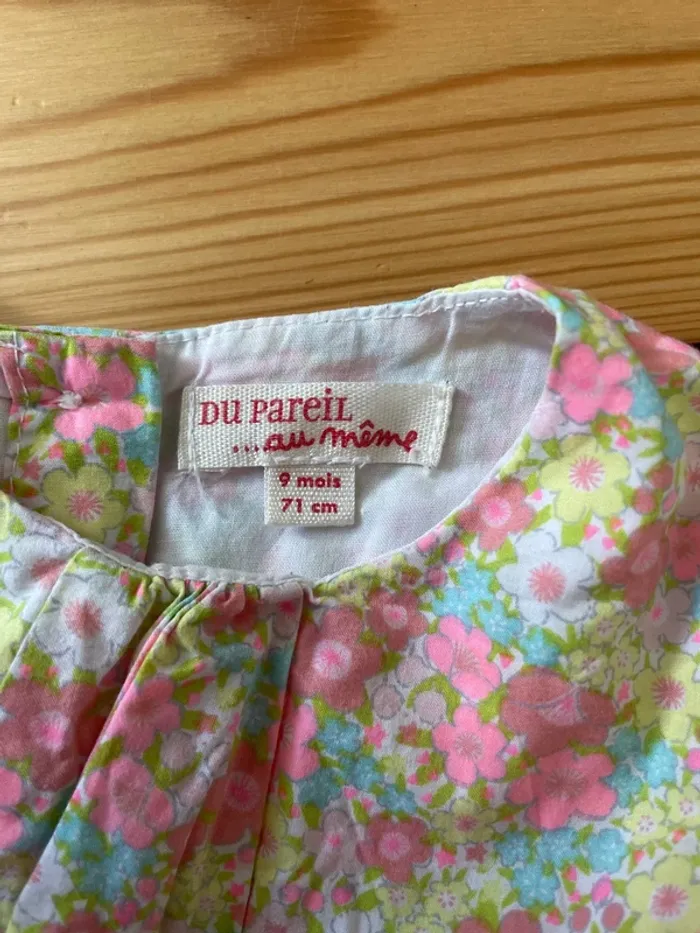 DU PAREIL
...au même
9 mois
71 cm